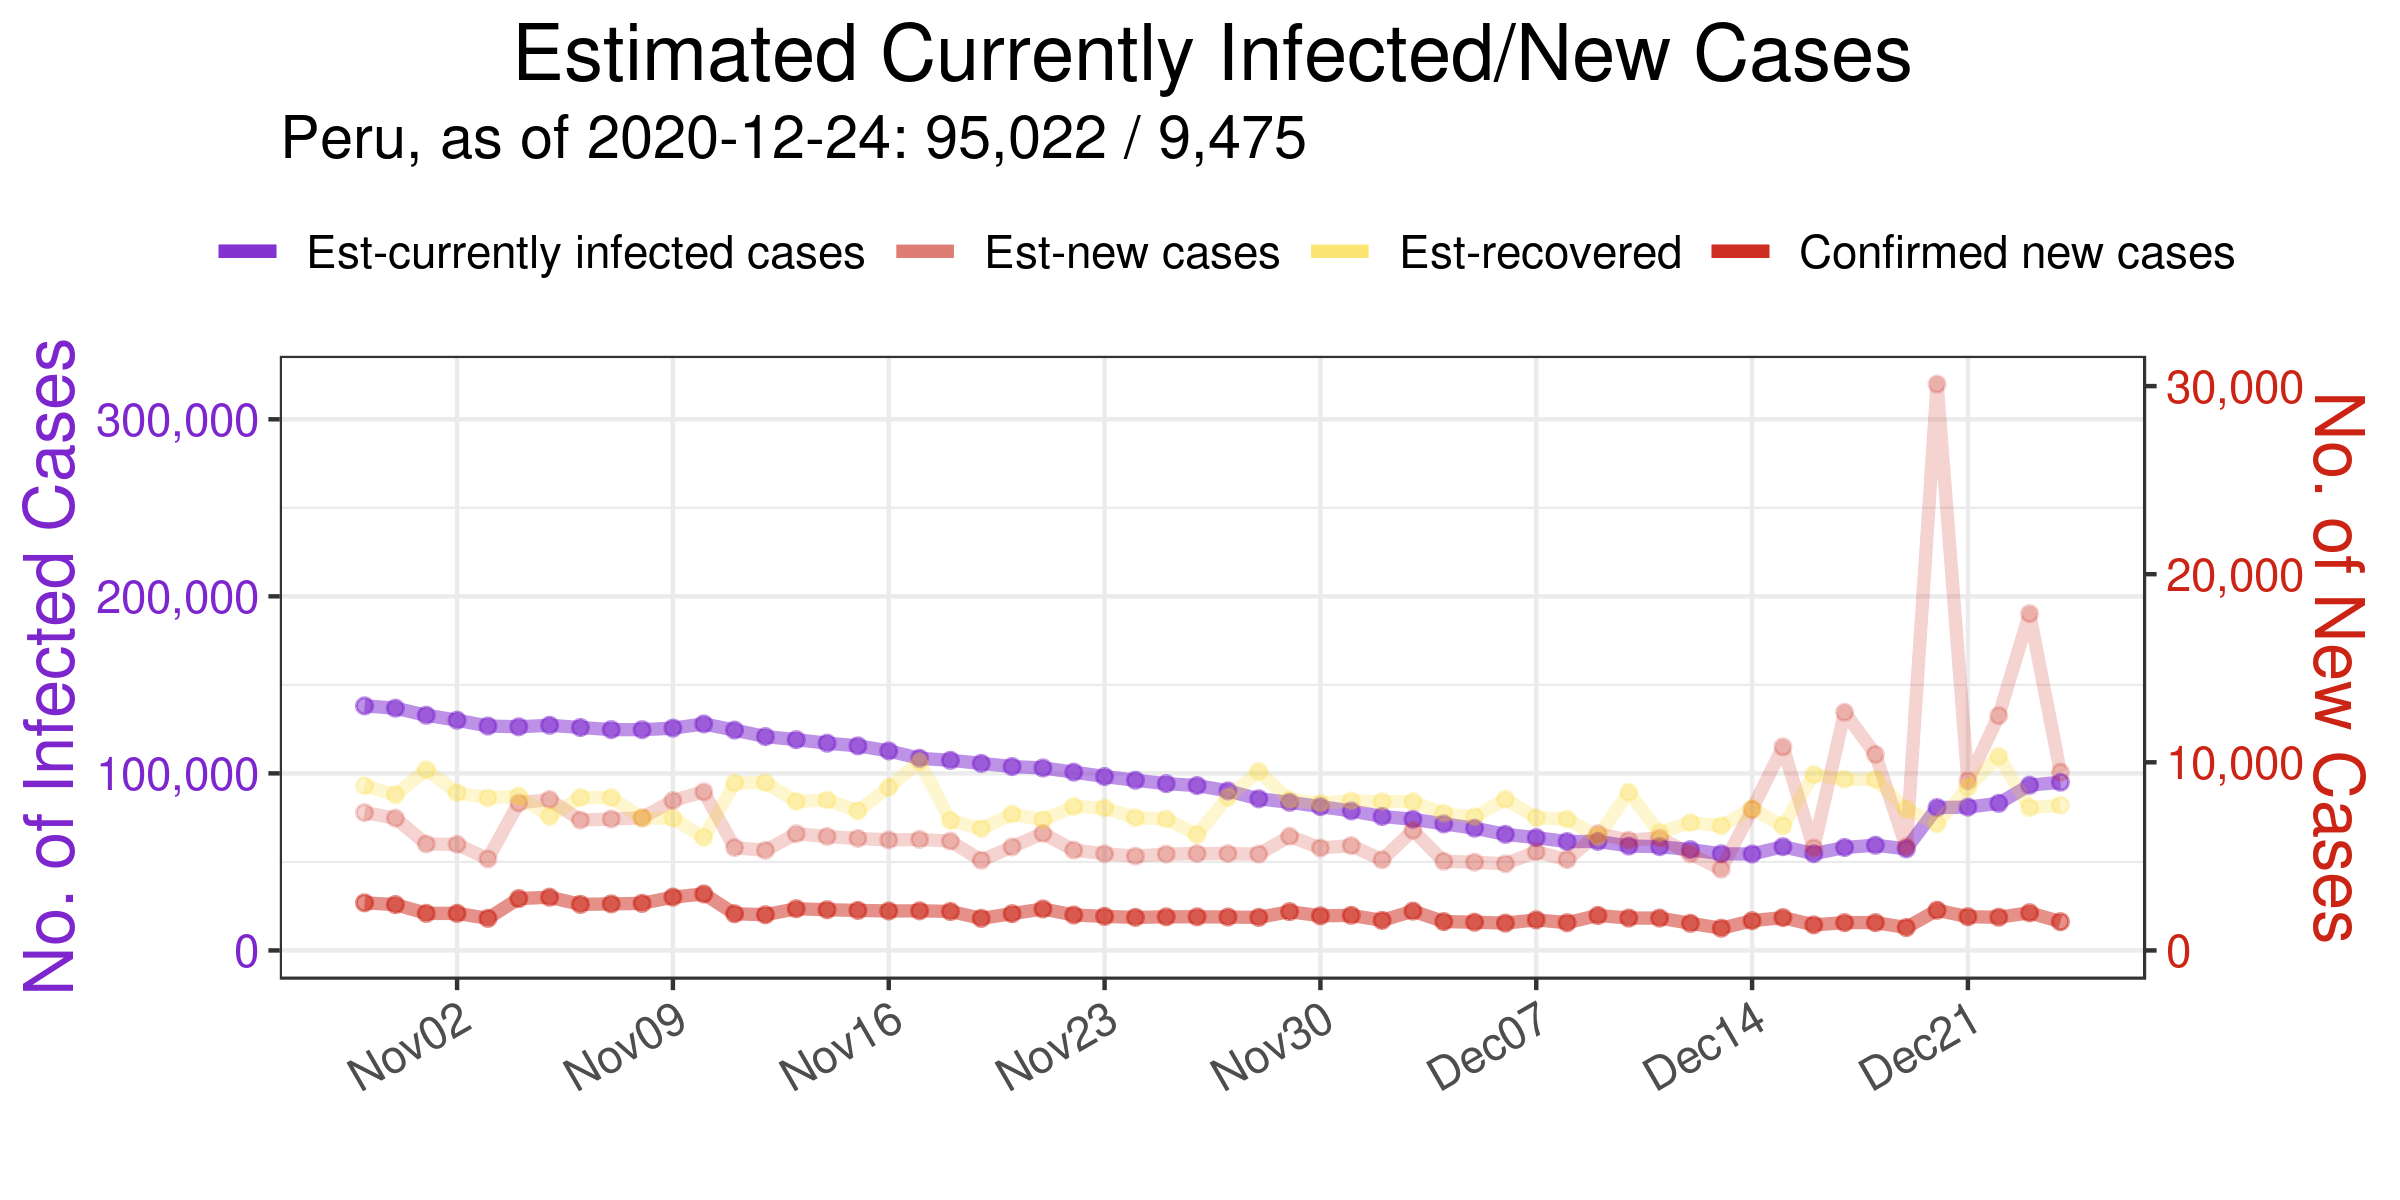 Estimated Currently Infected/New Cases
Peru, as of 2020-12-24: 95,022 / 9,475
Est-currently infected cases Est-new cases Est-recovered Confirmed new cases
No. of Infected Cases
300,000
200,000
100,000
0
30,000
20,000
10,000
0
No. of New Cases
Nov02 Nov09 Nov16 Nov23 Nov30 Dec07 Dec14 Dec21